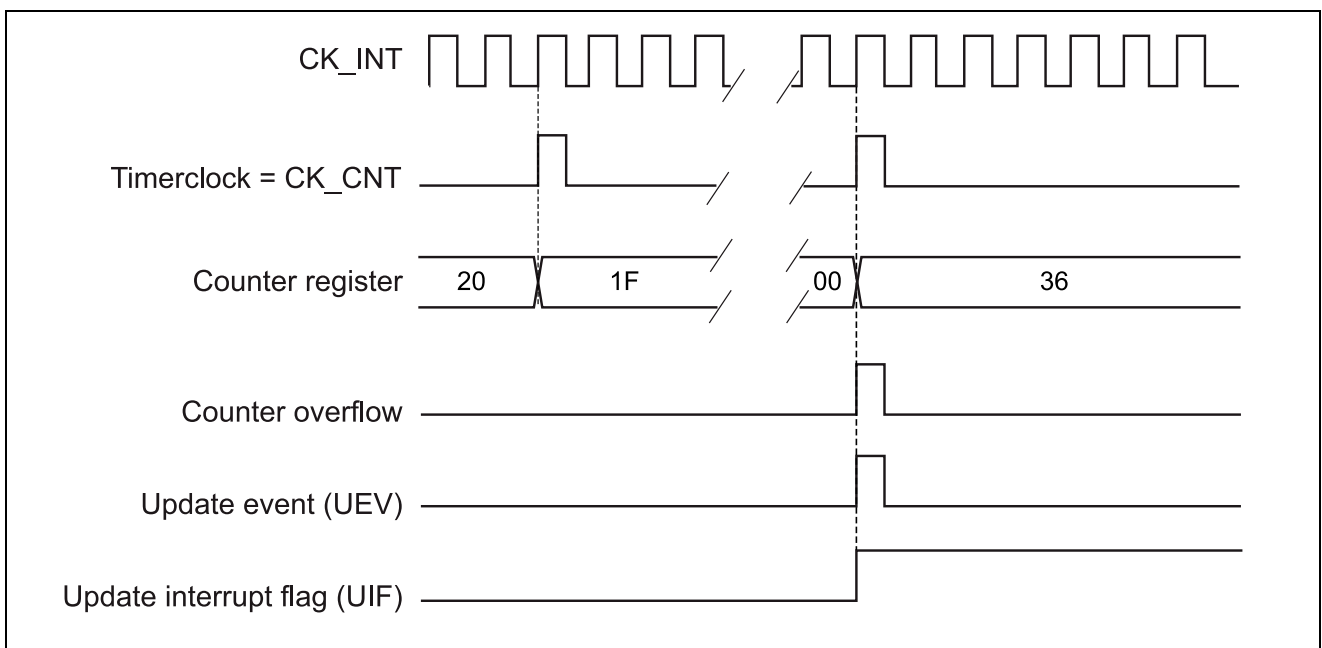 CK_INT
Timerclock = CK_CNT
Counter register 20 1F 00 36
Counter overflow
Update event (UEV)
Update interrupt flag (UIF)